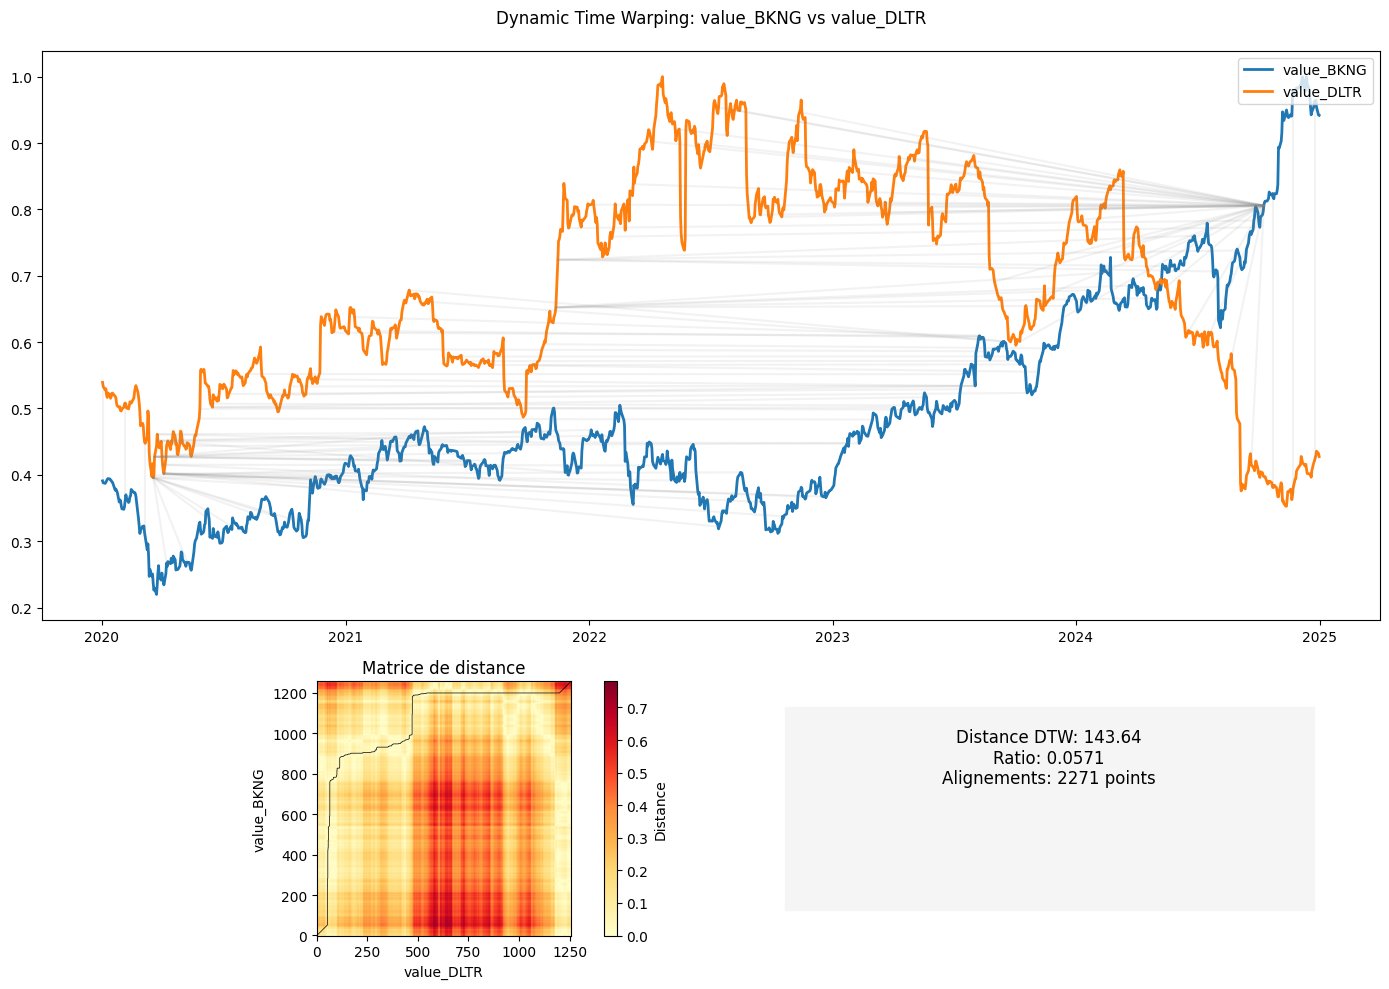 Dynamic Time Warping: value_BKNG vs value_DLTR
value_BKNG
value_DLTR
1.0
0.9
0.8
0.7
0.6
0.5
0.4
0.3
0.2
2020 2021 2022 2023 2024 2025
Matrice de distance
value_BKNG
1200
1000
800
600
400
200
0
0 250 500 750 1000 1250
value_DLTR
0.7
0.6
0.5
0.4
0.3
0.2
0.1
0.0
Distance
Distance DTW: 143.64
Ratio: 0.0571
Alignements: 2271 points